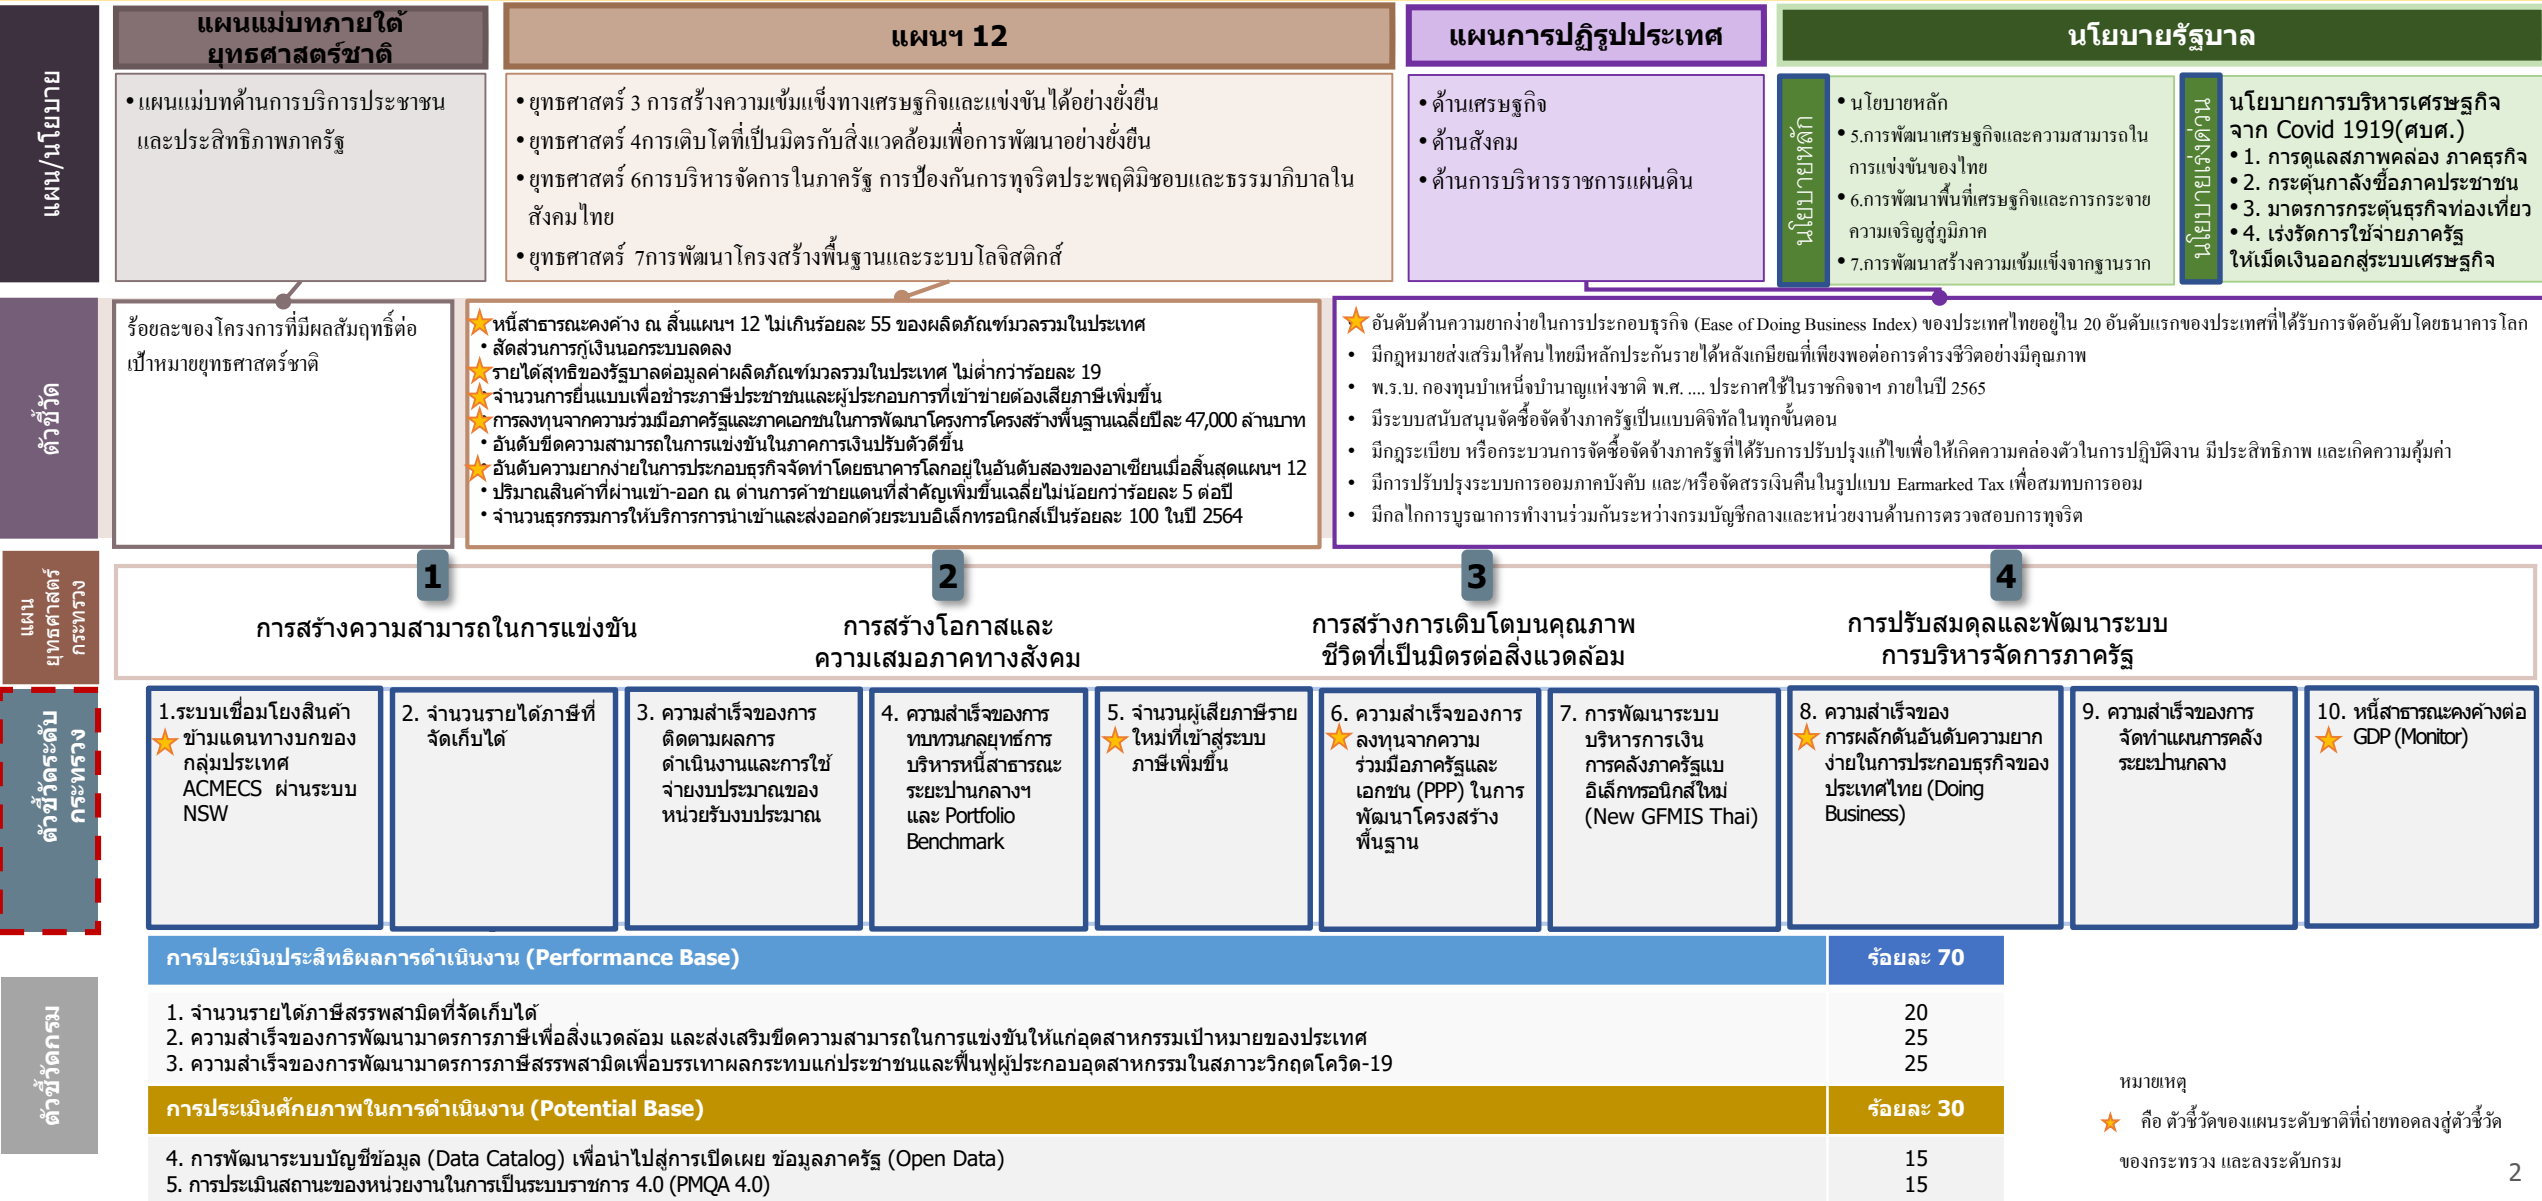 แผนแม่บทภายใต้
ยุทธศาสตร์ชาติ
แผนฯ 12
แผนการปฏิรูปประเทศ
นโยบายรัฐบาล
แผน/นโยบาย
•แผนแม่บทด้านการบริการประชาชน
และประสิทธิภาพภาครัฐ
•ยุทธศาสตร์ 3 การสร้างความเข้มแข็งทางเศรษฐกิจและแข่งขันได้อย่างยั่งยืน
•ยุทธศาสตร์ 4การเติบโตที่เป็นมิตรกับสิ่งแวดล้อมเพื่อการพัฒนาอย่างยั่งยืน
•ยุทธศาสตร์ 6การบริหารจัดการในภาครัฐ การป้องกันการทุจริตประพฤติมิชอบและธรรมาภิบาลใน
สังคมไทย
•ยุทธศาสตร์ 7การพัฒนาโครงสร้างพื้นฐานและระบบโลจิสติกส์
•ด้านเศรษฐกิจ
•ด้านสังคม
•ด้านการบริหารราชการแผ่นดิน
นโยบายหลัก
•นโยบายหลัก
•5.การพัฒนาเศรษฐกิจและความสามารถใน
การแข่งขันของไทย
•6.การพัฒนาพื้นที่เศรษฐกิจและการกระจาย
ความเจริญสู่ภูมิภาค
•7.การพัฒนาสร้างความเข้มแข็งจากฐานราก
นโยบายเร่งด่วน
นโยบายการบริหารเศรษฐกิจ
จาก Covid 1919(ศบศ.)
•1. การดูแลสภาพคล่อง ภาคธุรกิจ
•2. กระตุ้นกาลังซื้อภาคประชาชน
•3. มาตรการกระตุ้นธุรกิจท่องเที่ยว
•4. เร่งรัดการใช้จ่ายภาครัฐ
ให้เม็ดเงินออกสู่ระบบเศรษฐกิจ
ตัวชี้วัด
ร้อยละของโครงการที่มีผลสัมฤทธิ์ต่อ
เป้าหมายยุทธศาสตร์ชาติ
หนี้สาธารณะคงค้าง ณ สิ้นแผนฯ 12 ไม่เกินร้อยละ 55 ของผลิตภัณฑ์มวลรวมในประเทศ
• สัดส่วนการกู้เงินนอกระบบลดลง
รายได้สุทธิของรัฐบาลต่อมูลค่าผลิตภัณฑ์มวลรวมในประเทศ ไม่ต่ำกว่าร้อยละ 19
จำนวนการยื่นแบบเพื่อชำระภาษีประชาชนและผู้ประกอบการที่เข้าข่ายต้องเสียภาษีเพิ่มขึ้น
การลงทุนจากความร่วมมือภาครัฐและภาคเอกชนในการพัฒนาโครงการโครงสร้างพื้นฐานเฉลี่ยปีละ 47,000 ล้านบาท
• อันดับขีดความสามารถในการแข่งขันในภาคการเงินปรับตัวดีขึ้น
อันดับความยากง่ายในการประกอบธุรกิจจัดทำโดยธนาคารโลกอยู่ในอันดับสองของอาเซียนเมื่อสิ้นสุดแผนฯ 12
• ปริมาณสินค้าที่ผ่านเข้า-ออก ณ ด่านการค้าชายแดนที่สำคัญเพิ่มขึ้นเฉลี่ยไม่น้อยกว่าร้อยละ 5 ต่อปี
• จำนวนธุรกรรมการให้บริการการนำเข้าและส่งออกด้วยระบบอิเล็กทรอนิกส์เป็นร้อยละ 100 ในปี 2564
อันดับด้านความยากง่ายในการประกอบธุรกิจ (Ease of Doing Business Index) ของประเทศไทยอยู่ใน 20 อันดับแรกของประเทศที่ได้รับการจัดอันดับโดยธนาคารโลก
• มีกฎหมายส่งเสริมให้คนไทยมีหลักประกันรายได้หลังเกษียณที่เพียงพอต่อการดำรงชีวิตอย่างมีคุณภาพ
• พ.ร.บ. กองทุนบำเหน็จบำนาญแห่งชาติ พ.ศ. .... ประกาศใช้ในราชกิจจาฯ ภายในปี 2565
• มีระบบสนับสนุนจัดซื้อจัดจ้างภาครัฐเป็นแบบดิจิทัลในทุกขั้นตอน
• มีกฎระเบียบ หรือกระบวนการจัดซื้อจัดจ้างภาครัฐที่ได้รับการปรับปรุงแก้ไขเพื่อให้เกิดความคล่องตัวในการปฏิบัติงาน มีประสิทธิภาพ และเกิดความคุ้มค่า
• มีการปรับปรุงระบบการออมภาคบังคับ และ/หรือจัดสรรเงินคืนในรูปแบบ Earmarked Tax เพื่อสมทบการออม
• มีกลไกการบูรณาการทำงานร่วมกันระหว่างกรมบัญชีกลางและหน่วยงานด้านการตรวจสอบการทุจริต
แผน
ยุทธศาสตร์
กระทรวง
1
การสร้างความสามารถในการแข่งขัน
2
การสร้างโอกาสและ
ความเสมอภาคทางสังคม
3
การสร้างการเติบโตบนคุณภาพ
ชีวิตที่เป็นมิตรต่อสิ่งแวดล้อม
4
การปรับสมดุลและพัฒนาระบบ
การบริหารจัดการภาครัฐ
ตัวชี้วัดระดับ
กระทรวง
1.ระบบเชื่อมโยงสินค้า
ข้ามแดนทางบกของ
กลุ่มประเทศ
ACMECS ผ่านระบบ
NSW
2. จำนวนรายได้ภาษีที่
จัดเก็บได้
3. ความสำเร็จของการ
ติดตามผลการ
ดำเนินงานและการใช้
จ่ายงบประมาณของ
หน่วยรับงบประมาณ
4. ความสำเร็จของการ
ทบทวนกลยุทธ์การ
บริหารหนี้สาธารณะ
ระยะปานกลางฯ
และ Portfolio
Benchmark
5. จำนวนผู้เสียภาษีราย
ใหม่ที่เข้าสู่ระบบ
ภาษีเพิ่มขึ้น
6. ความสำเร็จของการ
ลงทุนจากความ
ร่วมมือภาครัฐและ
เอกชน (PPP) ในการ
พัฒนาโครงสร้าง
พื้นฐาน
7. การพัฒนาระบบ
บริหารการเงิน
การคลังภาครัฐแบ
อิเล็กทรอนิกส์ใหม่
(New GFMIS Thai)
8. ความสำเร็จของ
การผลักดันอันดับความยาก
ง่ายในการประกอบธุรกิจของ
ประเทศไทย (Doing
Business)
9. ความสำเร็จของการ
จัดทำแผนการคลัง
ระยะปานกลาง
10. หนี้สาธารณะคงค้างต่อ
GDP (Monitor)
ตัวชี้วัดกรม
การประเมินประสิทธิผลการดำเนินงาน (Performance Base) ร้อยละ 70
1. จำนวนรายได้ภาษีสรรพสามิตที่จัดเก็บได้ 20
2. ความสำเร็จของการพัฒนามาตรการภาษีเพื่อสิ่งแวดล้อม และส่งเสริมขีดความสามารถในการแข่งขันให้แก่อุตสาหกรรมเป้าหมายของประเทศ 25
3. ความสำเร็จของการพัฒนามาตรการภาษีสรรพสามิตเพื่อบรรเทาผลกระทบแก่ประชาชนและฟื้นฟูผู้ประกอบอุตสาหกรรมในสภาวะวิกฤตโควิด-19 25
การประเมินศักยภาพในการดำเนินงาน (Potential Base) ร้อยละ 30
4. การพัฒนาระบบบัญชีข้อมูล (Data Catalog) เพื่อนำไปสู่การเปิดเผย ข้อมูลภาครัฐ (Open Data) 15
5. การประเมินสถานะของหน่วยงานในการเป็นระบบราชการ 4.0 (PMQA 4.0) 15
หมายเหตุ
คือ ตัวชี้วัดของแผนระดับชาติที่ถ่ายทอดลงสู่ตัวชี้วัด
ของกระทรวง และลงระดับกรม
2